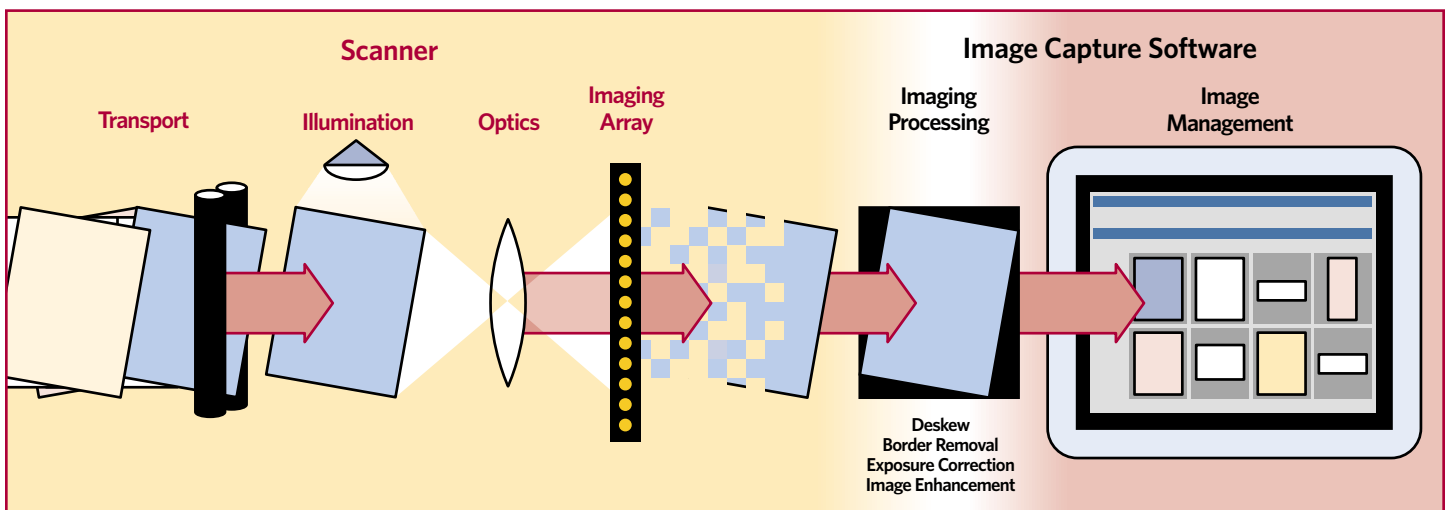 Scanner
Image Capture Software
Transport
Illumination
Optics
Imaging
Array
Imaging
Processing
Image
Management
Deskew
Border Removal
Exposure Correction
Image Enhancement